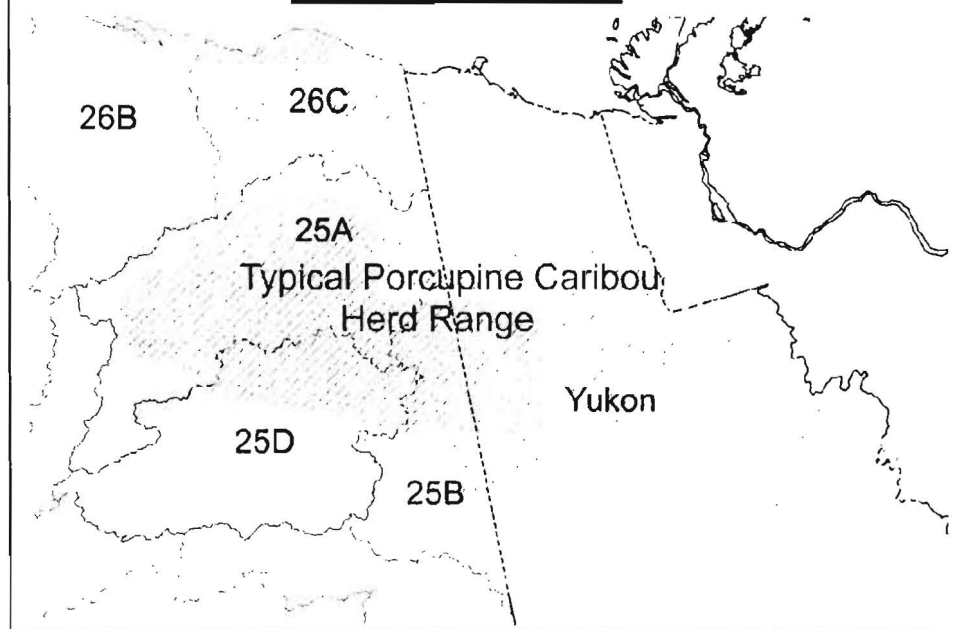 26B
26C
25A
Typical Porcupine Caribou
Herd Range
Yukon
25D
25B